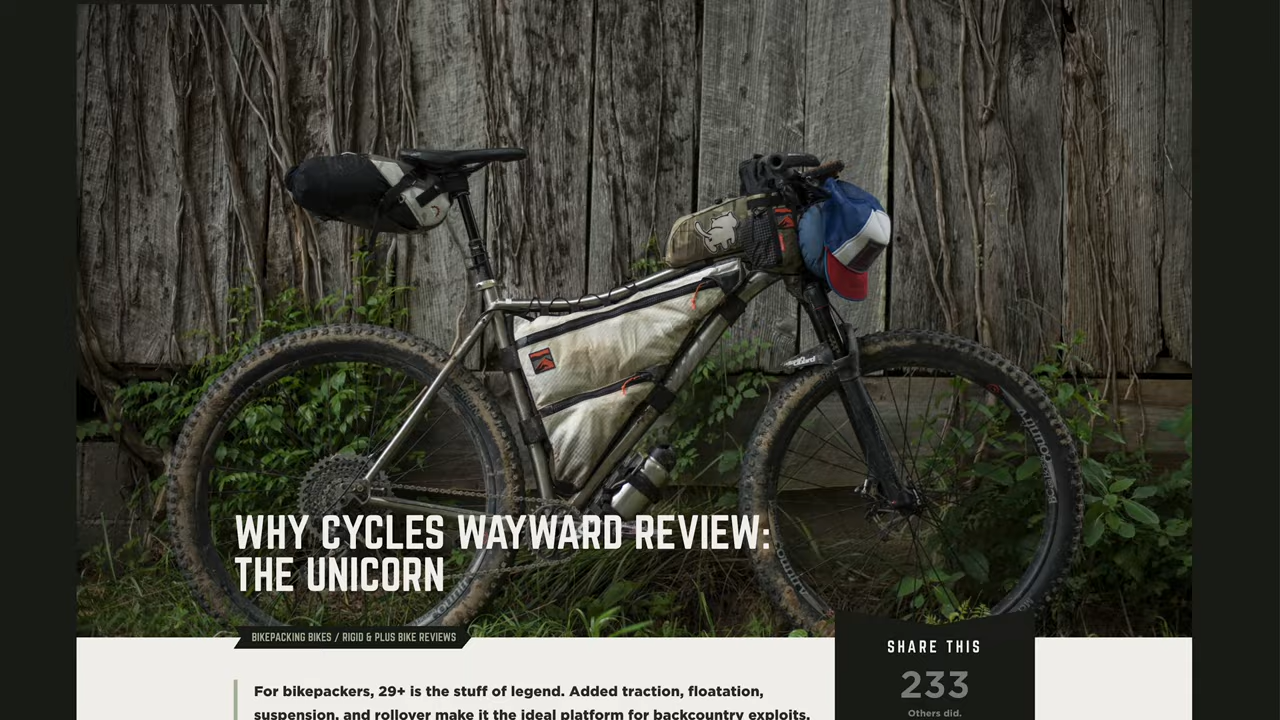 WHY CYCLES WAYWARD REVIEW:
THE UNICORN
BIKEPACKING BIKES / RIGID & PLUS BIKE REVIEWS
SHARE THIS
233
Others did.
For bikepackers, 29+ is the stuff of legend. Added traction, floatation,
suspension, and rollover make it the ideal platform for backcountry exploits.